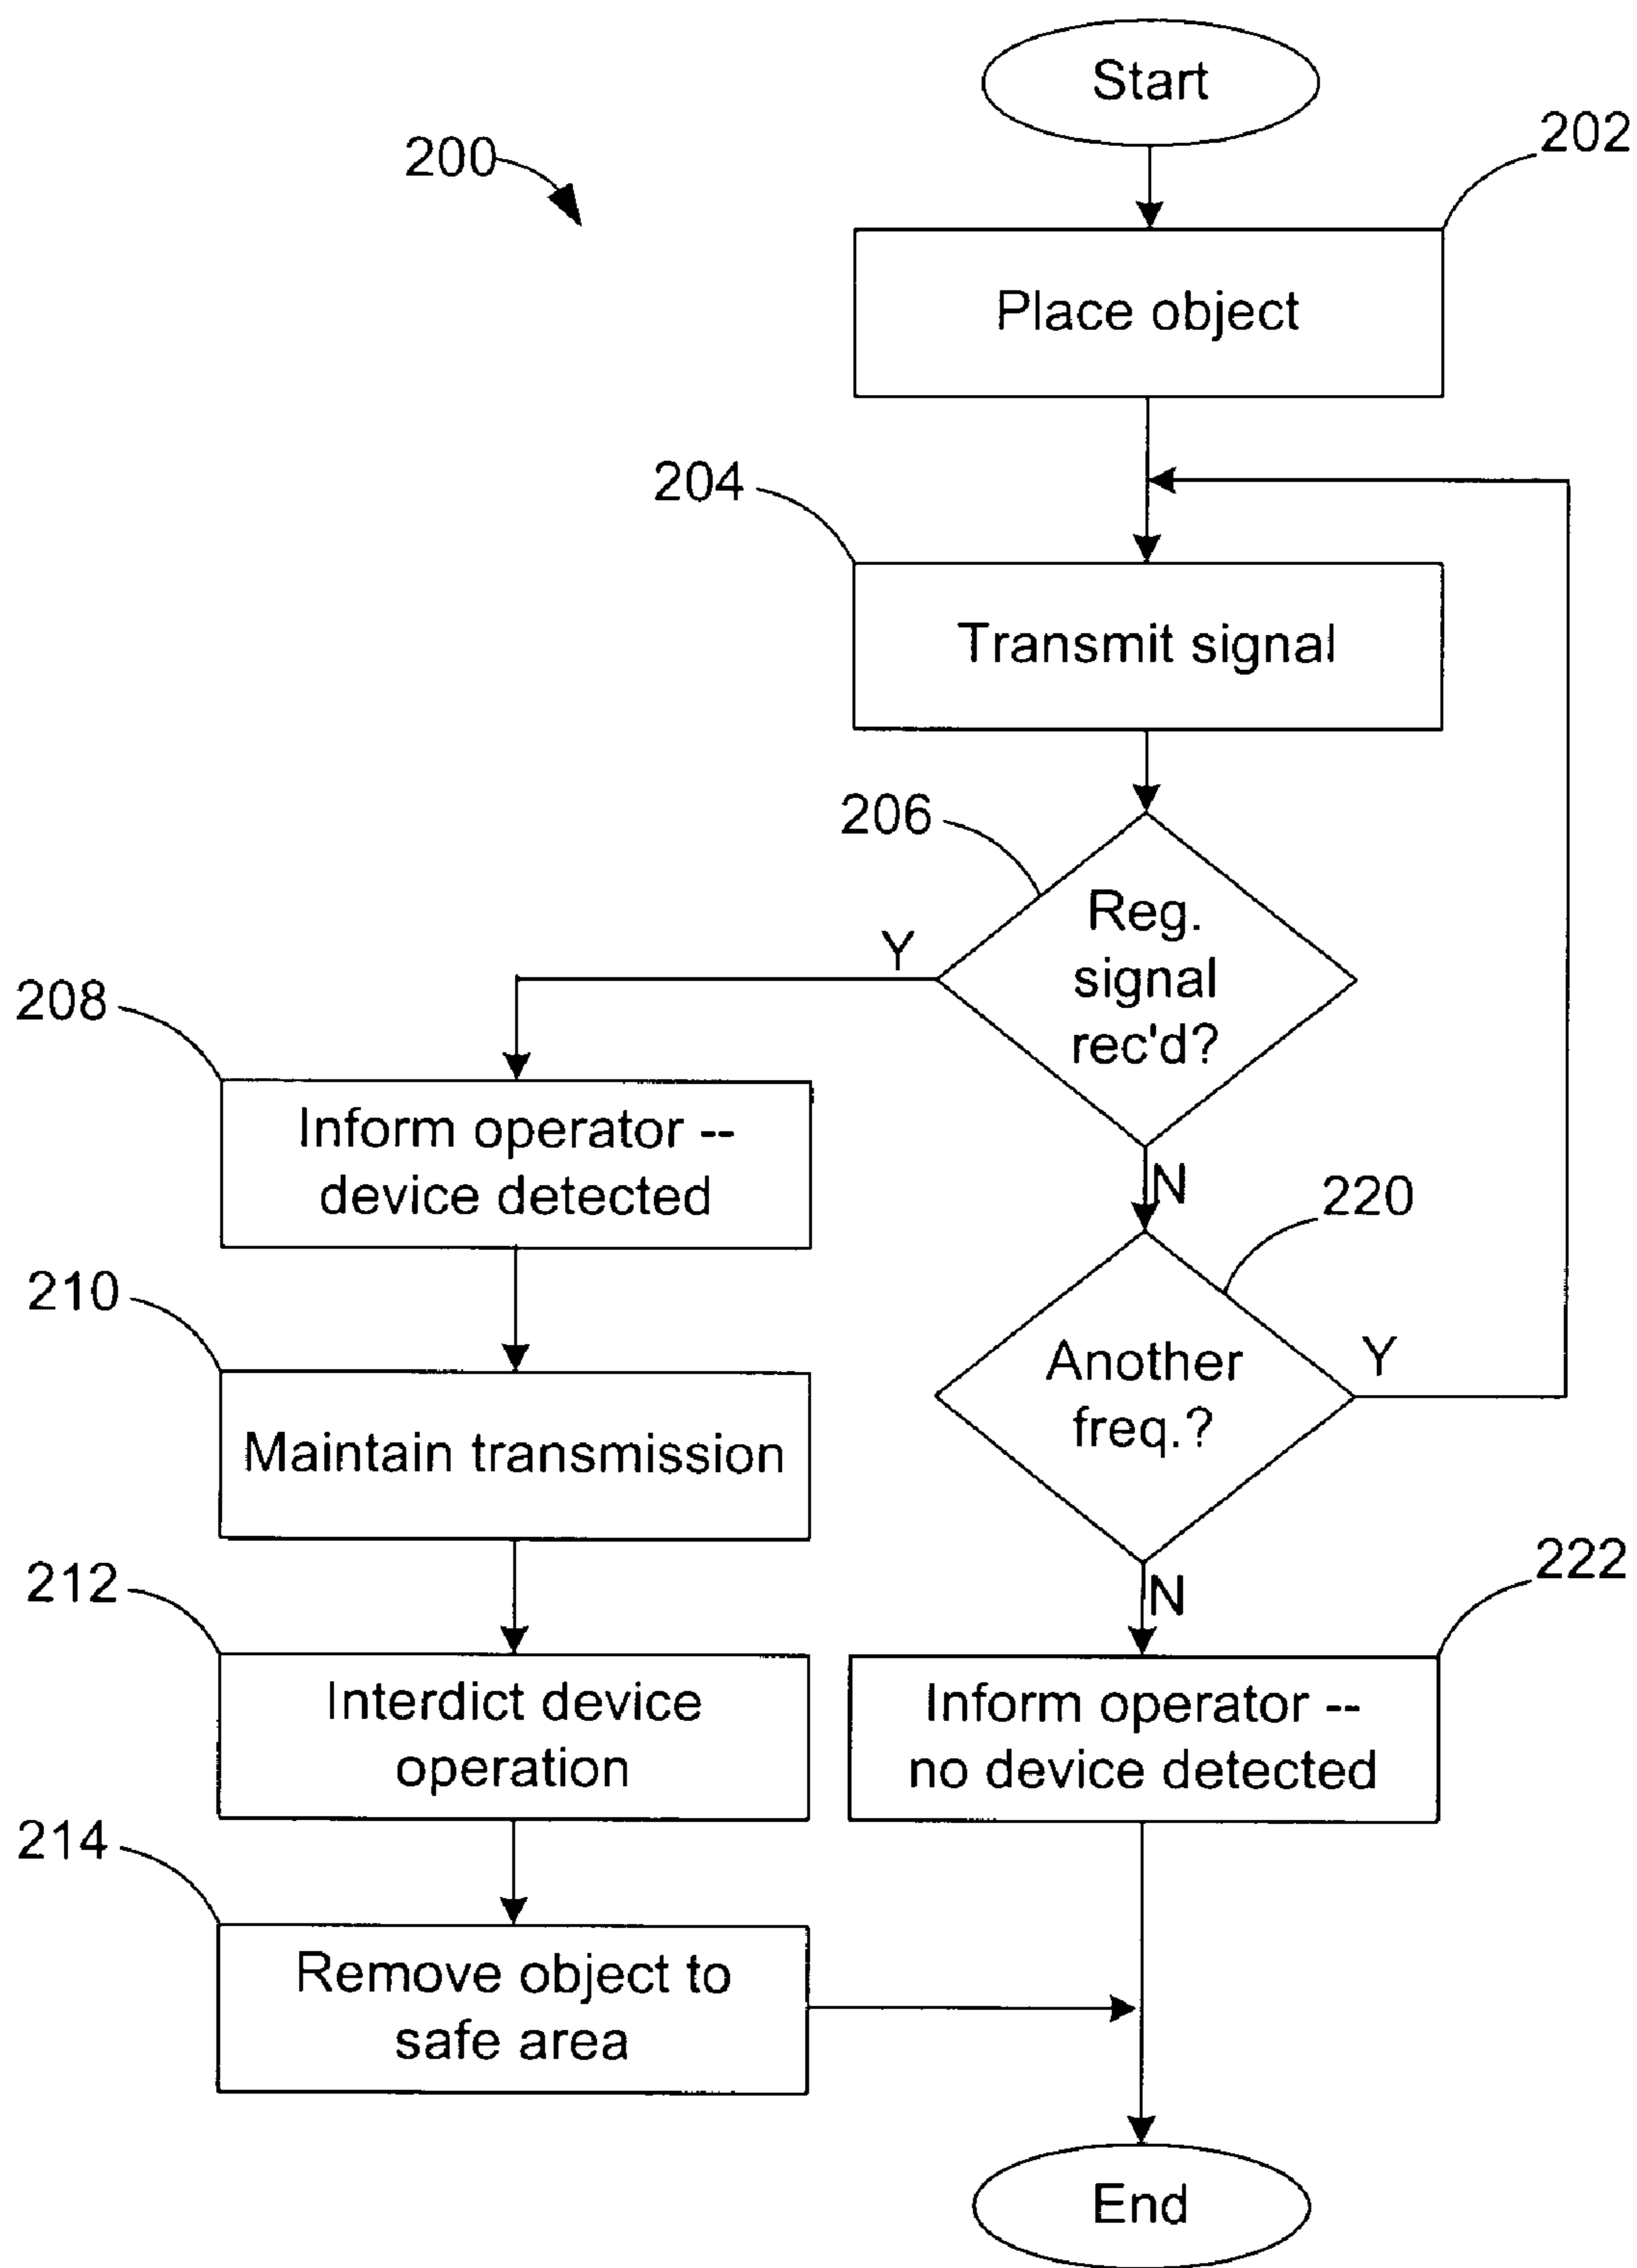 Start
200
202
Place object
204
Transmit signal
206
Reg.
signal
rec'd?
Y
N
208
Inform operator --
device detected
220
Another
freq.?
Y
N
210
Maintain transmission
212
Interdict device
operation
222
Inform operator --
no device detected
214
Remove object to
safe area
End